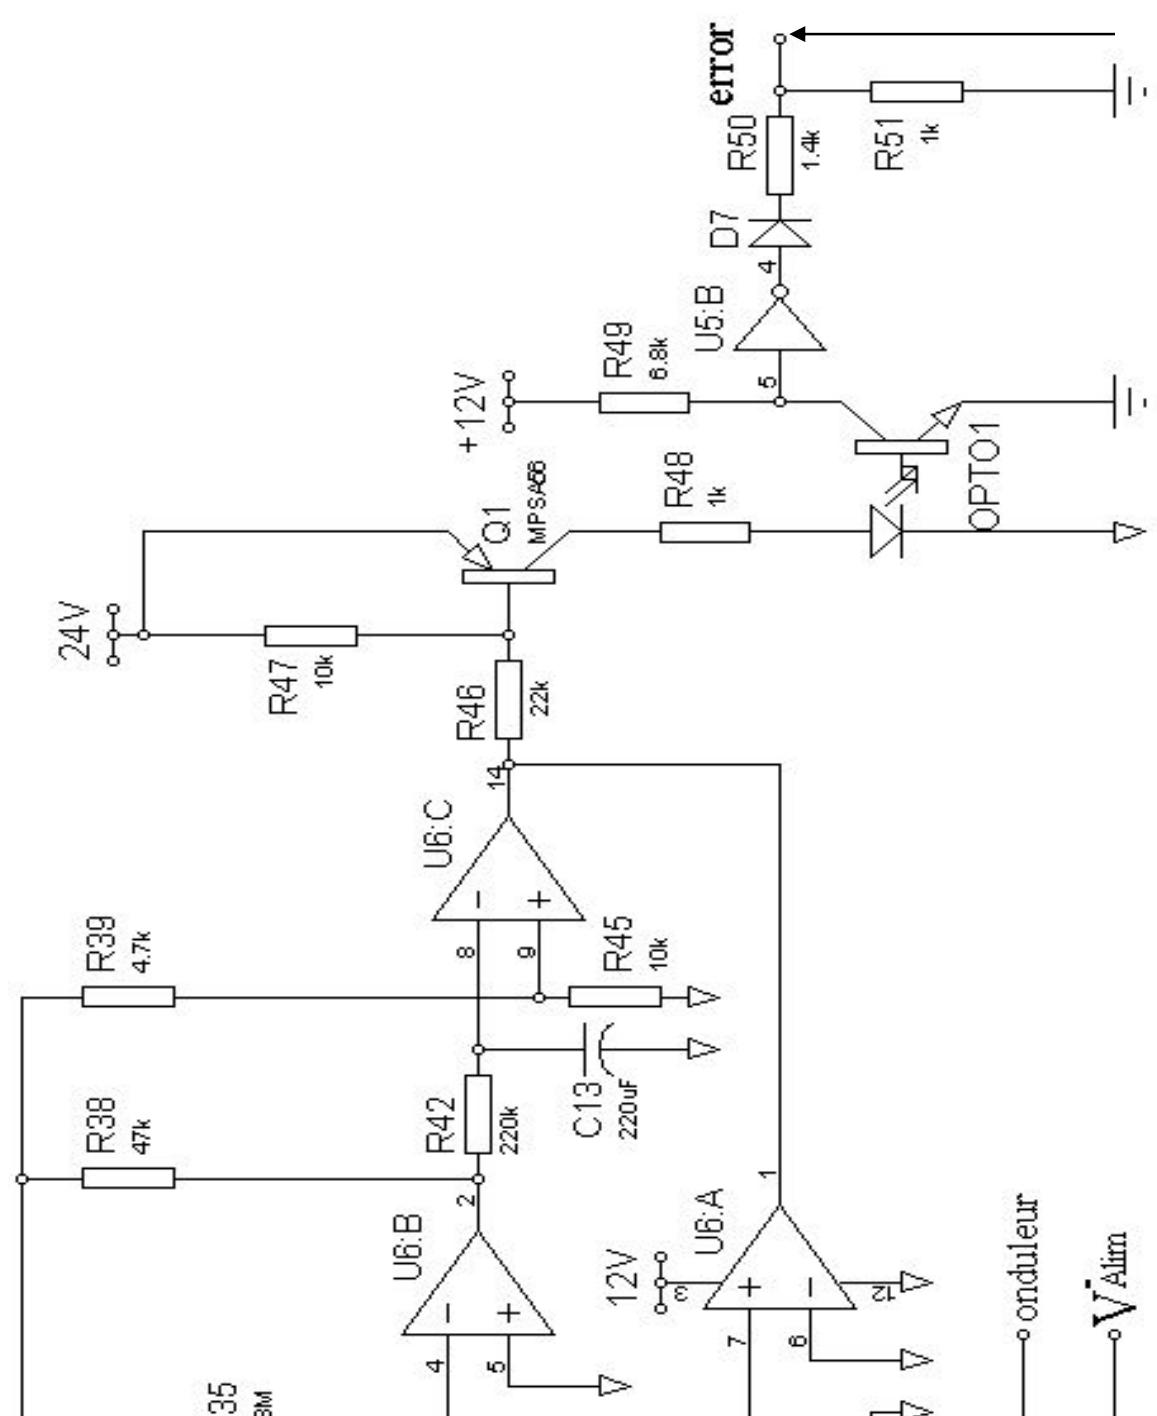 error
R50
1.4k
R51
1k
D7
4
U5:B
5
R49
6.8k
+12V
OPTO1
R48
1k
Q1
MPSA56
24V
R47
10k
R46
22k
14
U6:C
-
+
8
9
R39
4.7k
R45
10k
R38
47k
R42
220k
C13
220uF
2
U6:B
-
+
4
5
1
U6:A
12V
3
+
-
12
7
6
onduleur
V-Alim
35